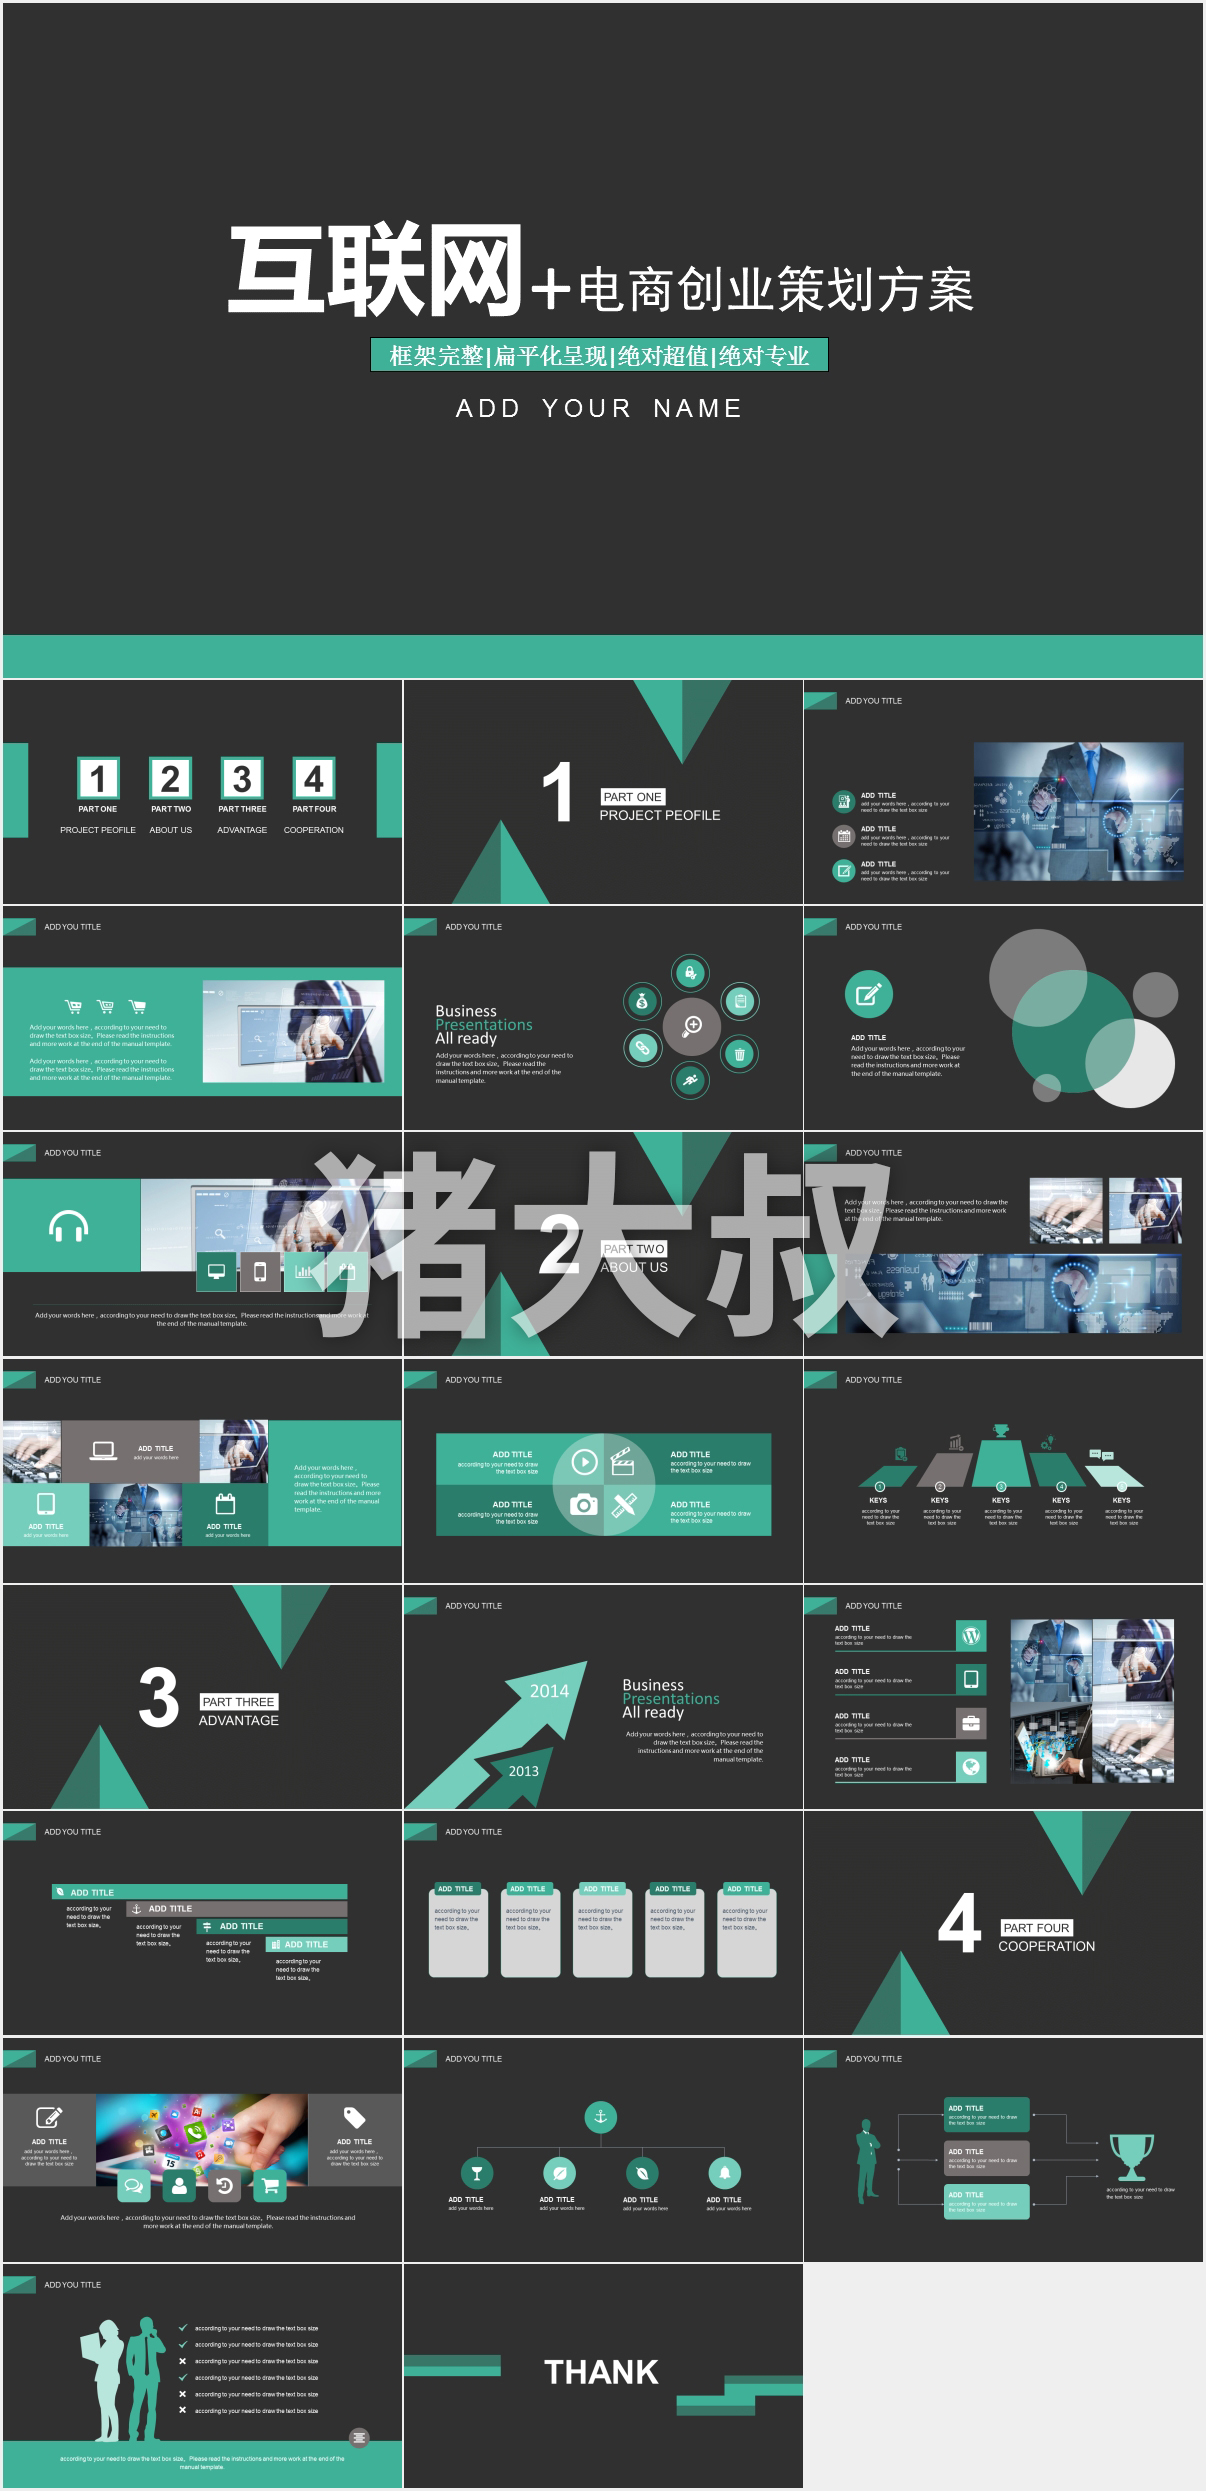 互联网+电商创业策划方案
框架完整|扁平化呈现|绝对超值|绝对专业
ADD YOUR NAME
1
2
3
4
PART ONE
PART TWO
PART THREE
PART FOUR
PROJECT PEOFILE
ABOUT US
ADVANTAGE
COOPERATION
1
PART ONE
PROJECT PEOFILE
ADD YOU TITLE
ADD TITLE
add your words here , according to your
need to draw the text box size
ADD TITLE
add your words here , according to your
need to draw the text box size
ADD TITLE
add your words here , according to your
need to draw the text box size
ADD YOU TITLE
Add your words here , according to your need to
draw the text box size。Please read the instructions
and more work at the end of the manual template.
Add your words here , according to your need to
draw the text box size。Please read the instructions
and more work at the end of the manual template.
ADD YOU TITLE
Business
Presentations
All ready
Add your words here , according to your need to
draw the text box size。Please read the
instructions and more work at the end of the
manual template.
ADD YOU TITLE
ADD TITLE
Add your words here , according to your
need to draw the text box size。Please
read the instructions and more work at
the end of the manual template.
ADD YOU TITLE
Add your words here , according to your need to draw the text box size。Please read the instructions and more work at
the end of the manual template.
猪大叔
2
PART TWO
ABOUT US
ADD YOU TITLE
Add your words here , according to your need to draw the
text box size。Please read the instructions and more work
at the end of the manual template.
business
strategy
ADD YOU TITLE
ADD TITLE
add your words here
ADD TITLE
add your words here
ADD TITLE
add your words here
Add your words here ,
according to your need to
draw the text box size。Please
read the instructions and more
work at the end of the manual
template.
ADD YOU TITLE
ADD TITLE
according to your need to draw
the text box size
ADD TITLE
according to your need to draw
the text box size
ADD TITLE
according to your need to draw
the text box size
ADD TITLE
according to your need to draw
the text box size
ADD YOU TITLE
1
2
3
4
5
KEYS
KEYS
KEYS
KEYS
KEYS
according to your
need to draw the
text box size
according to your
need to draw the
text box size
according to your
need to draw the
text box size
according to your
need to draw the
text box size
according to your
need to draw the
text box size
3
PART THREE
ADVANTAGE
ADD YOU TITLE
2014
2013
Business
Presentations
All ready
Add your words here , according to your need to
draw the text box size。Please read the
instructions and more work at the end of the
manual template.
ADD YOU TITLE
ADD TITLE
according to your need to draw the
text box size
ADD TITLE
according to your need to draw the
text box size
ADD TITLE
according to your need to draw the
text box size
ADD TITLE
according to your need to draw the
text box size
ADD YOU TITLE
ADD TITLE
according to your
need to draw the
text box size。
ADD TITLE
according to your
need to draw the
text box size。
ADD TITLE
according to your
need to draw the
text box size。
ADD TITLE
according to your
need to draw the
text box size。
ADD YOU TITLE
ADD TITLE
according to your
need to draw the
text box size。
ADD TITLE
according to your
need to draw the
text box size。
ADD TITLE
according to your
need to draw the
text box size。
ADD TITLE
according to your
need to draw the
text box size。
ADD TITLE
according to your
need to draw the
text box size。
4
PART FOUR
COOPERATION
ADD YOU TITLE
ADD TITLE
add your words here ,
according to your need to
draw the text box size
15
ADD TITLE
add your words here ,
according to your need to
draw the text box size
Add your words here , according to your need to draw the text box size。Please read the instructions and
more work at the end of the manual template.
ADD YOU TITLE
ADD TITLE
add your words here
ADD TITLE
add your words here
ADD TITLE
add your words here
ADD TITLE
add your words here
ADD YOU TITLE
ADD TITLE
according to your need to draw
the text box size
ADD TITLE
according to your need to draw
the text box size
ADD TITLE
according to your need to draw
the text box size
according to your need to draw
the text box size
ADD YOU TITLE
according to your need to draw the text box size
according to your need to draw the text box size
according to your need to draw the text box size
according to your need to draw the text box size
according to your need to draw the text box size
according to your need to draw the text box size
according to your need to draw the text box size。Please read the instructions and more work at the end of the
manual template.
THANK